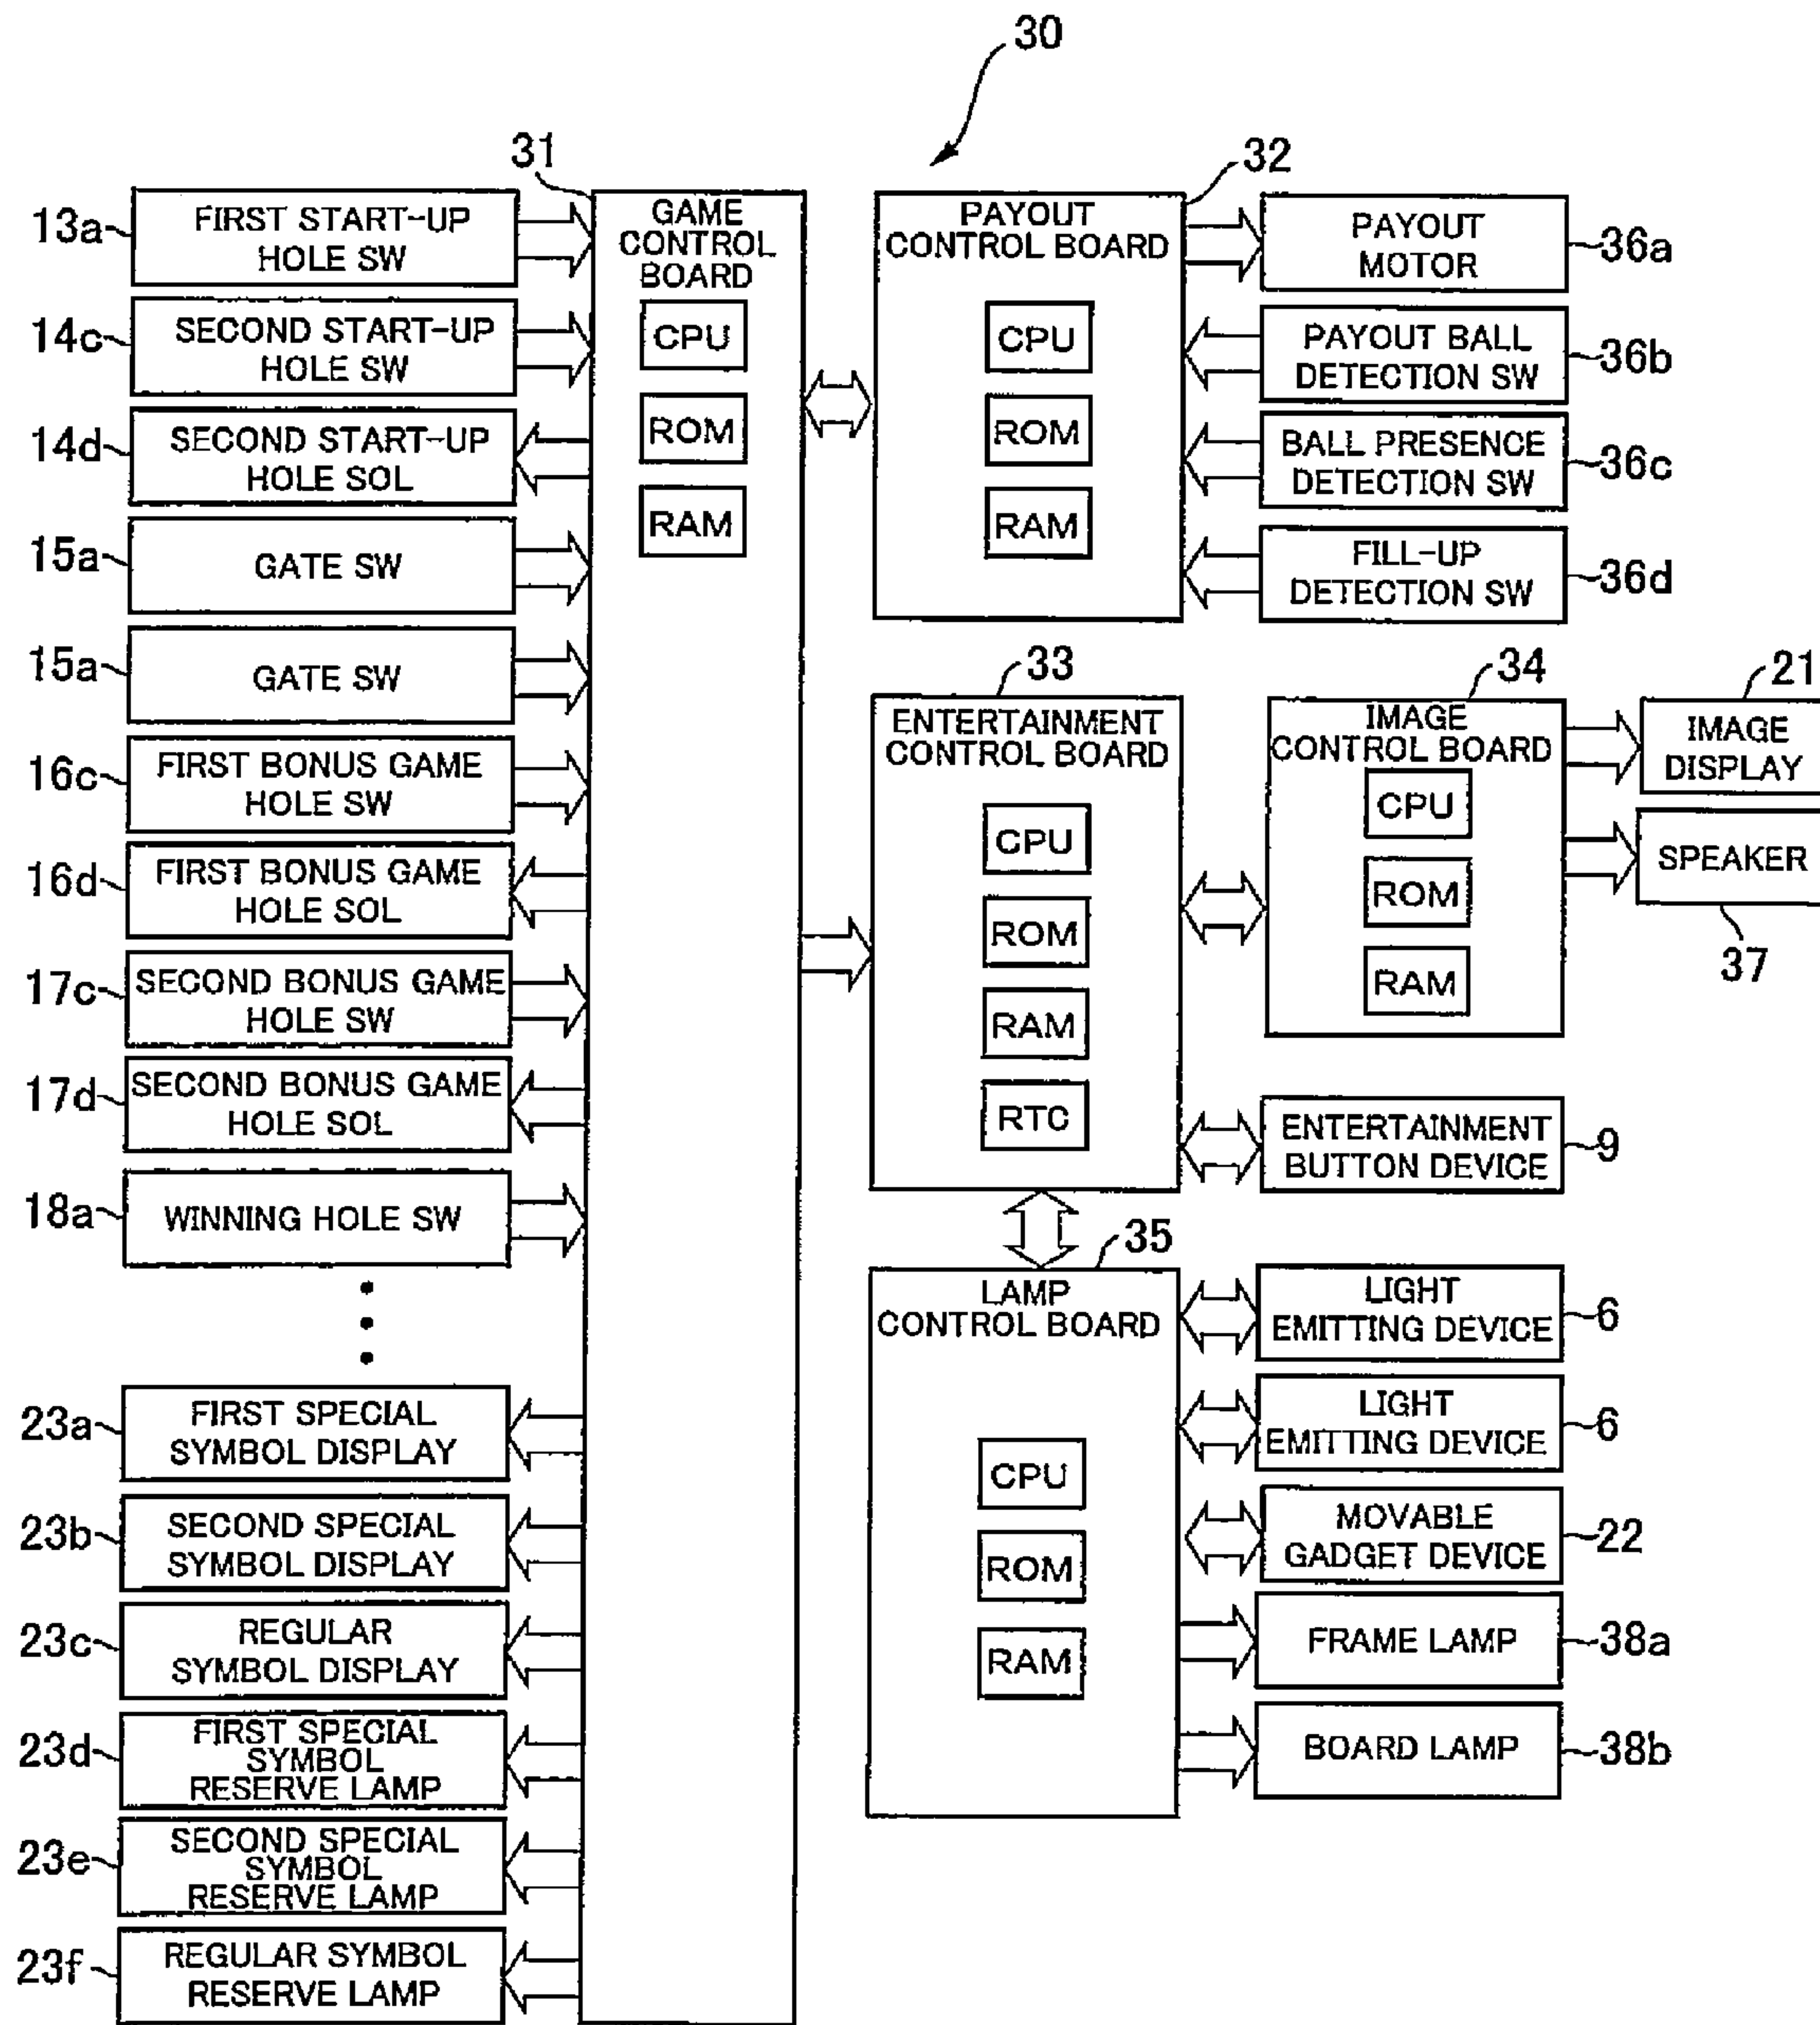 30
31
13a
FIRST START-UP
HOLE SW
14c
SECOND START-UP
HOLE SW
14d
SECOND START-UP
HOLE SOL
15a
GATE SW
15a
GATE SW
16c
FIRST BONUS GAME
HOLE SW
16d
FIRST BONUS GAME
HOLE SOL
17c
SECOND BONUS GAME
HOLE SW
17d
SECOND BONUS GAME
HOLE SOL
18a
WINNING HOLE SW
23a
FIRST SPECIAL
SYMBOL DISPLAY
23b
SECOND SPECIAL
SYMBOL DISPLAY
23c
REGULAR
SYMBOL DISPLAY
23d
FIRST SPECIAL
SYMBOL
RESERVE LAMP
23e
SECOND SPECIAL
SYMBOL
RESERVE LAMP
23f
REGULAR SYMBOL
RESERVE LAMP
GAME
CONTROL
BOARD
CPU
ROM
RAM
32
PAYOUT
CONTROL BOARD
CPU
ROM
RAM
PAYOUT
MOTOR
36a
PAYOUT BALL
DETECTION SW
36b
BALL PRESENCE
DETECTION SW
36c
FILL-UP
DETECTION SW
36d
33
ENTERTAINMENT
CONTROL BOARD
CPU
ROM
RAM
RTC
34
IMAGE
CONTROL BOARD
CPU
ROM
RAM
21
IMAGE
DISPLAY
SPEAKER
37
ENTERTAINMENT
BUTTON DEVICE
9
35
LAMP
CONTROL BOARD
CPU
ROM
RAM
LIGHT
EMITTING DEVICE
6
LIGHT
EMITTING DEVICE
6
MOVABLE
GADGET DEVICE
22
FRAME LAMP
38a
BOARD LAMP
38b